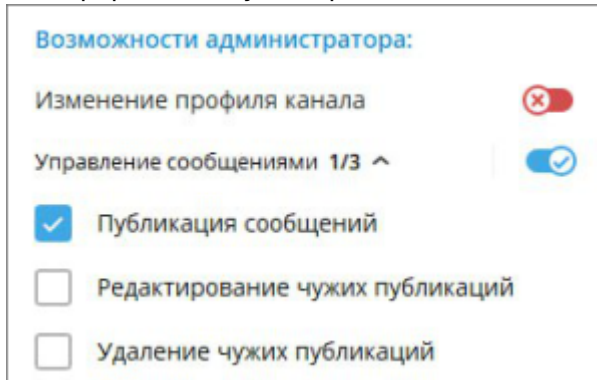 Возможности администратора:
Изменение профиля канала
Управление сообщениями 1/3
Публикация сообщений
Редактирование чужих публикаций
Удаление чужих публикаций